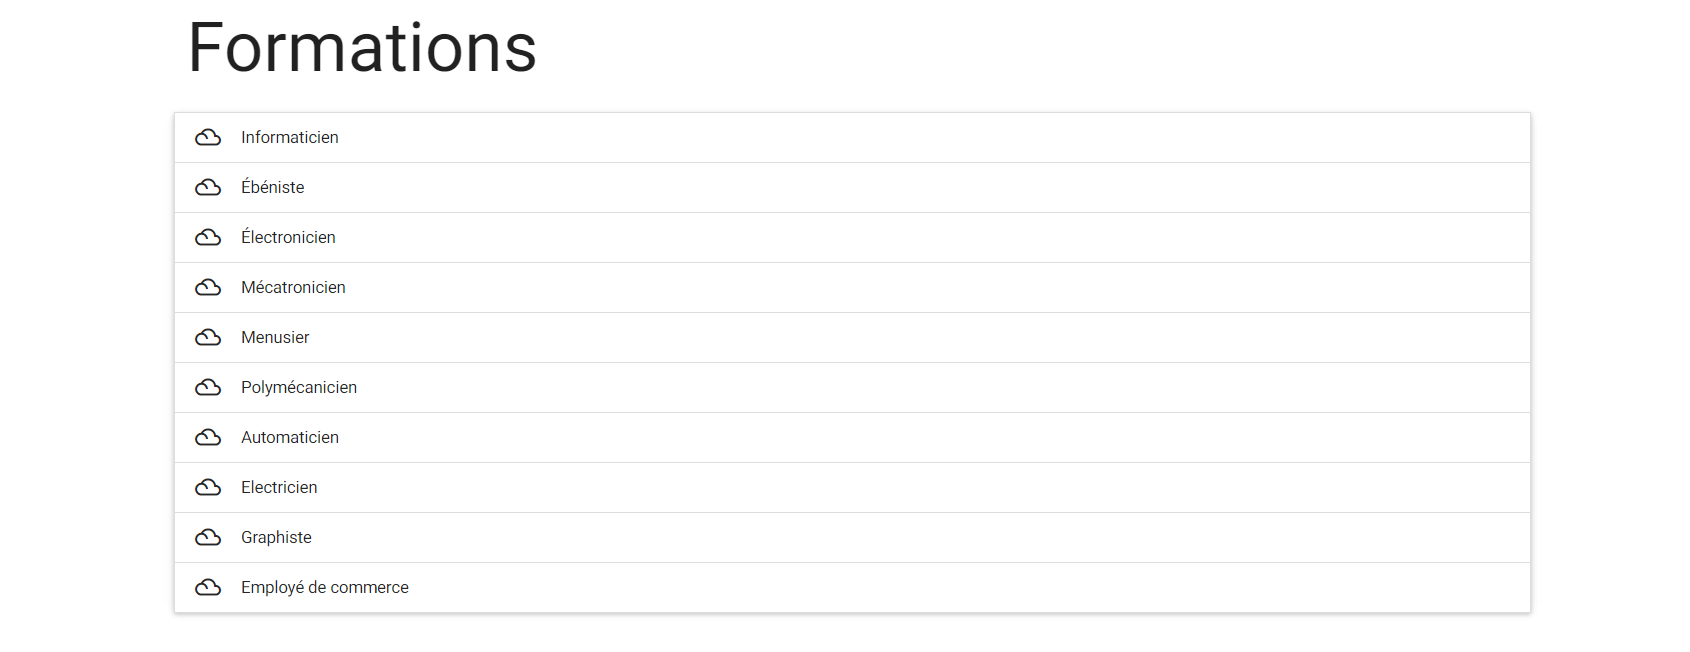 Formations
Informaticien
Ébéniste
Électronicien
Mécatronicien
Menusier
Polymécanicien
Automaticien
Electricien
Graphiste
Employé de commerce